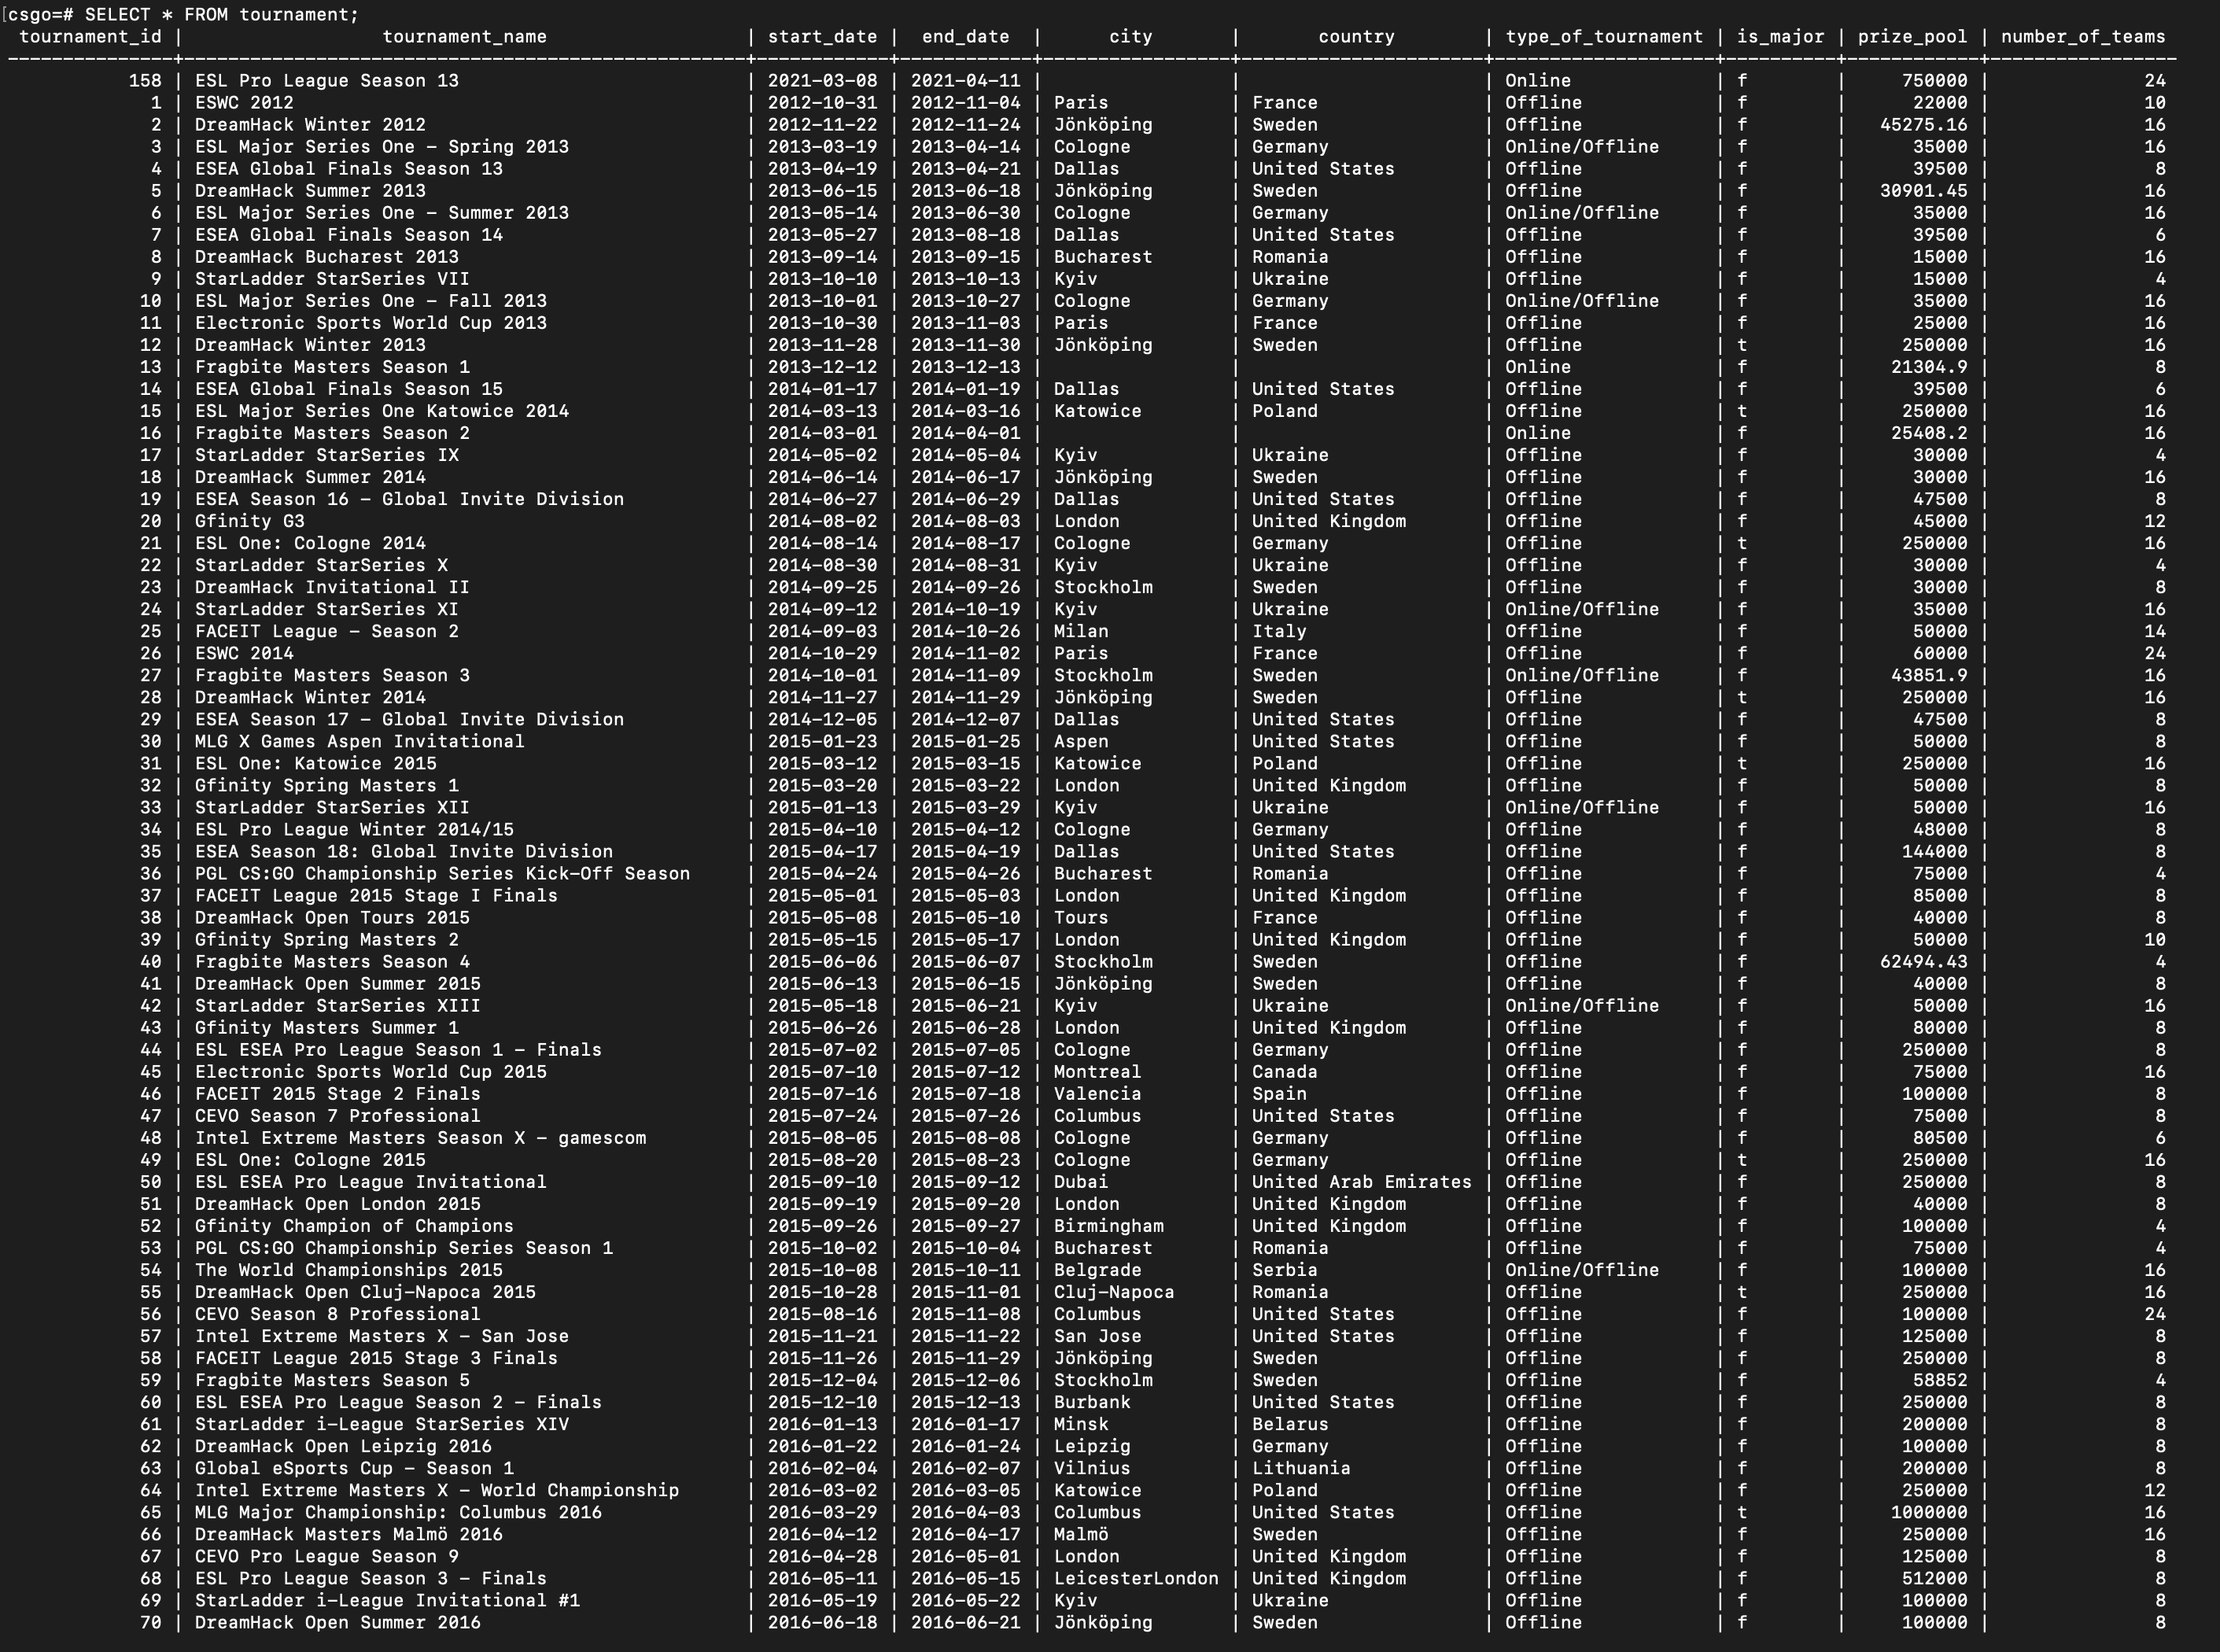 [csgo=# SELECT * FROM tournament;
 tournament_id |                  tournament_name                  | start_date |  end_date  |      city      |       country        | type_of_tournament | is_major | prize_pool | number_of_teams
---------------+---------------------------------------------------+------------+------------+----------------+----------------------+--------------------+----------+------------+-----------------
158 | ESL Pro League Season 13 | 2021-03-08 | 2021-04-11 | | | Online | f | 750000 | 24
1 | ESWC 2012 | 2012-10-31 | 2012-11-04 | Paris | France | Offline | f | 22000 | 10
2 | DreamHack Winter 2012 | 2012-11-22 | 2012-11-24 | Jönköping | Sweden | Offline | f | 45275.16 | 16
3 | ESL Major Series One - Spring 2013 | 2013-03-19 | 2013-04-14 | Cologne | Germany | Online/Offline | f | 35000 | 16
4 | ESEA Global Finals Season 13 | 2013-04-19 | 2013-04-21 | Dallas | United States | Offline | f | 39500 | 8
5 | DreamHack Summer 2013 | 2013-06-15 | 2013-06-18 | Jönköping | Sweden | Offline | f | 30901.45 | 16
6 | ESL Major Series One - Summer 2013 | 2013-05-14 | 2013-06-30 | Cologne | Germany | Online/Offline | f | 35000 | 16
7 | ESEA Global Finals Season 14 | 2013-05-27 | 2013-08-18 | Dallas | United States | Offline | f | 39500 | 6
8 | DreamHack Bucharest 2013 | 2013-09-14 | 2013-09-15 | Bucharest | Romania | Offline | f | 15000 | 16
9 | StarLadder StarSeries VII | 2013-10-10 | 2013-10-13 | Kyiv | Ukraine | Offline | f | 15000 | 4
10 | ESL Major Series One - Fall 2013 | 2013-10-01 | 2013-10-27 | Cologne | Germany | Online/Offline | f | 35000 | 16
11 | Electronic Sports World Cup 2013 | 2013-10-30 | 2013-11-03 | Paris | France | Offline | f | 25000 | 16
12 | DreamHack Winter 2013 | 2013-11-28 | 2013-11-30 | Jönköping | Sweden | Offline | t | 250000 | 16
13 | Fragbite Masters Season 1 | 2013-12-12 | 2013-12-13 | | | Online | f | 21304.9 | 8
14 | ESEA Global Finals Season 15 | 2014-01-17 | 2014-01-19 | Dallas | United States | Offline | f | 39500 | 6
15 | ESL Major Series One Katowice 2014 | 2014-03-13 | 2014-03-16 | Katowice | Poland | Offline | t | 250000 | 16
16 | Fragbite Masters Season 2 | 2014-03-01 | 2014-04-01 | | | Online | f | 25408.2 | 16
17 | StarLadder StarSeries IX | 2014-05-02 | 2014-05-04 | Kyiv | Ukraine | Offline | f | 30000 | 4
18 | DreamHack Summer 2014 | 2014-06-14 | 2014-06-17 | Jönköping | Sweden | Offline | f | 30000 | 16
19 | ESEA Season 16 - Global Invite Division | 2014-06-27 | 2014-06-29 | Dallas | United States | Offline | f | 47500 | 8
20 | Gfinity G3 | 2014-08-02 | 2014-08-03 | London | United Kingdom | Offline | f | 45000 | 12
21 | ESL One: Cologne 2014 | 2014-08-14 | 2014-08-17 | Cologne | Germany | Offline | t | 250000 | 16
22 | StarLadder StarSeries X | 2014-08-30 | 2014-08-31 | Kyiv | Ukraine | Offline | f | 30000 | 4
23 | DreamHack Invitational II | 2014-09-25 | 2014-09-26 | Stockholm | Sweden | Offline | f | 30000 | 8
24 | StarLadder StarSeries XI | 2014-09-12 | 2014-10-19 | Kyiv | Ukraine | Online/Offline | f | 35000 | 16
25 | FACEIT League - Season 2 | 2014-09-03 | 2014-10-26 | Milan | Italy | Offline | f | 50000 | 14
26 | ESWC 2014 | 2014-10-29 | 2014-11-02 | Paris | France | Offline | f | 60000 | 24
27 | Fragbite Masters Season 3 | 2014-10-01 | 2014-11-09 | Stockholm | Sweden | Online/Offline | f | 43851.9 | 16
28 | DreamHack Winter 2014 | 2014-11-27 | 2014-11-29 | Jönköping | Sweden | Offline | t | 250000 | 16
29 | ESEA Season 17 - Global Invite Division | 2014-12-05 | 2014-12-07 | Dallas | United States | Offline | f | 47500 | 8
30 | MLG X Games Aspen Invitational | 2015-01-23 | 2015-01-25 | Aspen | United States | Offline | f | 50000 | 8
31 | ESL One: Katowice 2015 | 2015-03-12 | 2015-03-15 | Katowice | Poland | Offline | t | 250000 | 16
32 | Gfinity Spring Masters 1 | 2015-03-20 | 2015-03-22 | London | United Kingdom | Offline | f | 50000 | 8
33 | StarLadder StarSeries XII | 2015-01-13 | 2015-03-29 | Kyiv | Ukraine | Online/Offline | f | 50000 | 16
34 | ESL Pro League Winter 2014/15 | 2015-04-10 | 2015-04-12 | Cologne | Germany | Offline | f | 48000 | 8
35 | ESEA Season 18: Global Invite Division | 2015-04-17 | 2015-04-19 | Dallas | United States | Offline | f | 144000 | 8
36 | PGL CS:GO Championship Series Kick-Off Season | 2015-04-24 | 2015-04-26 | Bucharest | Romania | Offline | f | 75000 | 4
37 | FACEIT League 2015 Stage I Finals | 2015-05-01 | 2015-05-03 | London | United Kingdom | Offline | f | 85000 | 8
38 | DreamHack Open Tours 2015 | 2015-05-08 | 2015-05-10 | Tours | France | Offline | f | 40000 | 8
39 | Gfinity Spring Masters 2 | 2015-05-15 | 2015-05-17 | London | United Kingdom | Offline | f | 50000 | 10
40 | Fragbite Masters Season 4 | 2015-06-06 | 2015-06-07 | Stockholm | Sweden | Offline | f | 62494.43 | 4
41 | DreamHack Open Summer 2015 | 2015-06-13 | 2015-06-15 | Jönköping | Sweden | Offline | f | 40000 | 8
42 | StarLadder StarSeries XIII | 2015-05-18 | 2015-06-21 | Kyiv | Ukraine | Online/Offline | f | 50000 | 16
43 | Gfinity Masters Summer 1 | 2015-06-26 | 2015-06-28 | London | United Kingdom | Offline | f | 80000 | 8
44 | ESL ESEA Pro League Season 1 - Finals | 2015-07-02 | 2015-07-05 | Cologne | Germany | Offline | f | 250000 | 8
45 | Electronic Sports World Cup 2015 | 2015-07-10 | 2015-07-12 | Montreal | Canada | Offline | f | 75000 | 16
46 | FACEIT 2015 Stage 2 Finals | 2015-07-16 | 2015-07-18 | Valencia | Spain | Offline | f | 100000 | 8
47 | CEVO Season 7 Professional | 2015-07-24 | 2015-07-26 | Columbus | United States | Offline | f | 75000 | 8
48 | Intel Extreme Masters Season X - gamescom | 2015-08-05 | 2015-08-08 | Cologne | Germany | Offline | f | 80500 | 6
49 | ESL One: Cologne 2015 | 2015-08-20 | 2015-08-23 | Cologne | Germany | Offline | t | 250000 | 16
50 | ESL ESEA Pro League Invitational | 2015-09-10 | 2015-09-12 | Dubai | United Arab Emirates | Offline | f | 250000 | 8
51 | DreamHack Open London 2015 | 2015-09-19 | 2015-09-20 | London | United Kingdom | Offline | f | 40000 | 8
52 | Gfinity Champion of Champions | 2015-09-26 | 2015-09-27 | Birmingham | United Kingdom | Offline | f | 100000 | 4
53 | PGL CS:GO Championship Series Season 1 | 2015-10-02 | 2015-10-04 | Bucharest | Romania | Offline | f | 75000 | 4
54 | The World Championships 2015 | 2015-10-08 | 2015-10-11 | Belgrade | Serbia | Online/Offline | f | 100000 | 16
55 | DreamHack Open Cluj-Napoca 2015 | 2015-10-28 | 2015-11-01 | Cluj-Napoca | Romania | Offline | t | 250000 | 16
56 | CEVO Season 8 Professional | 2015-08-16 | 2015-11-08 | Columbus | United States | Offline | f | 100000 | 24
57 | Intel Extreme Masters X - San Jose | 2015-11-21 | 2015-11-22 | San Jose | United States | Offline | f | 125000 | 8
58 | FACEIT League 2015 Stage 3 Finals | 2015-11-26 | 2015-11-29 | Jönköping | Sweden | Offline | f | 250000 | 8
59 | Fragbite Masters Season 5 | 2015-12-04 | 2015-12-06 | Stockholm | Sweden | Offline | f | 58852 | 4
60 | ESL ESEA Pro League Season 2 - Finals | 2015-12-10 | 2015-12-13 | Burbank | United States | Offline | f | 250000 | 8
61 | StarLadder i-League StarSeries XIV | 2016-01-13 | 2016-01-17 | Minsk | Belarus | Offline | f | 200000 | 8
62 | DreamHack Open Leipzig 2016 | 2016-01-22 | 2016-01-24 | Leipzig | Germany | Offline | f | 100000 | 8
63 | Global eSports Cup - Season 1 | 2016-02-04 | 2016-02-07 | Vilnius | Lithuania | Offline | f | 200000 | 8
64 | Intel Extreme Masters X - World Championship | 2016-03-02 | 2016-03-05 | Katowice | Poland | Offline | f | 250000 | 12
65 | MLG Major Championship: Columbus 2016 | 2016-03-29 | 2016-04-03 | Columbus | United States | Offline | t | 1000000 | 16
66 | DreamHack Masters Malmö 2016 | 2016-04-12 | 2016-04-17 | Malmö | Sweden | Offline | f | 250000 | 16
67 | CEVO Pro League Season 9 | 2016-04-28 | 2016-05-01 | London | United Kingdom | Offline | f | 125000 | 8
68 | ESL Pro League Season 3 - Finals | 2016-05-11 | 2016-05-15 | LeicesterLondon | United Kingdom | Offline | f | 512000 | 8
69 | StarLadder i-League Invitational #1 | 2016-05-19 | 2016-05-22 | Kyiv | Ukraine | Offline | f | 100000 | 8
70 | DreamHack Open Summer 2016 | 2016-06-18 | 2016-06-21 | Jönköping | Sweden | Offline | f | 100000 | 8